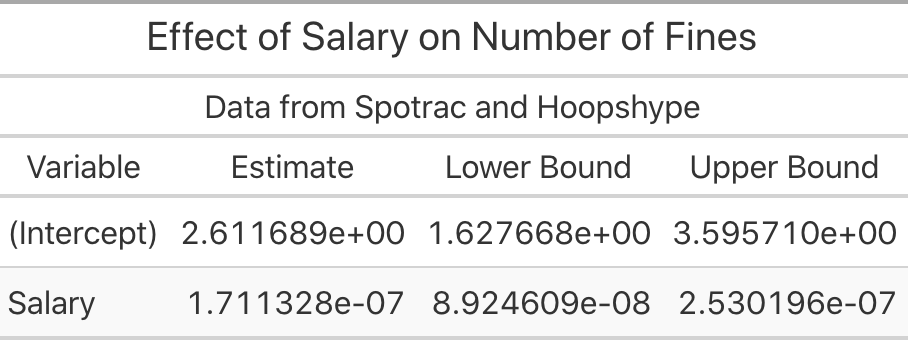 Effect of Salary on Number of Fines
Data from Spotrac and Hoopshype
Variable Estimate Lower Bound Upper Bound
(Intercept) 2.611689e+00 1.627668e+00 3.595710e+00
Salary 1.711328e-07 8.924609e-08 2.530196e-07